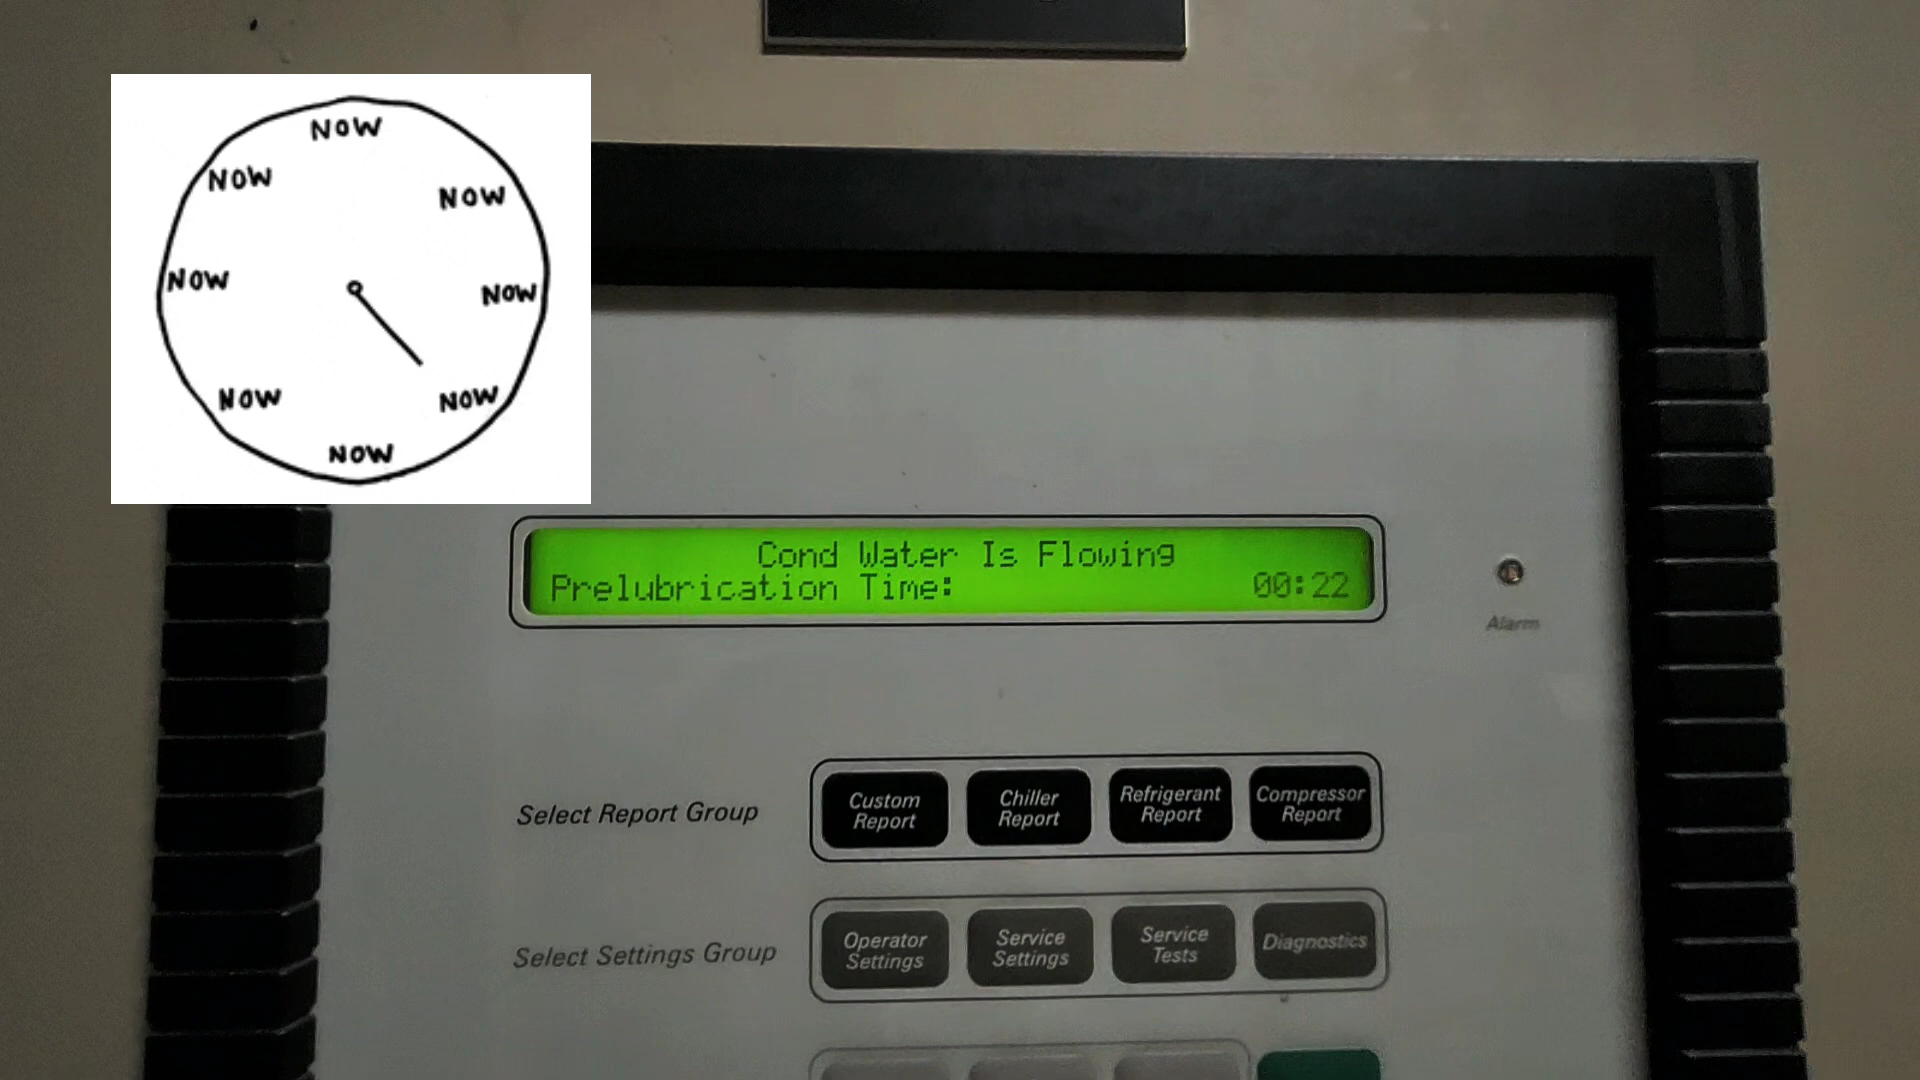 NOW
NOW
NOW
NOW
NOW
NOW
NOW
NOW
Cond Water Is Flowing
Prelubrication Time: 00:22
Alarm
Select Report Group
Custom Report
Chiller Report
Refrigerant Report
Compressor Report
Select Settings Group
Operator Settings
Service Settings
Service Tests
Diagnostics